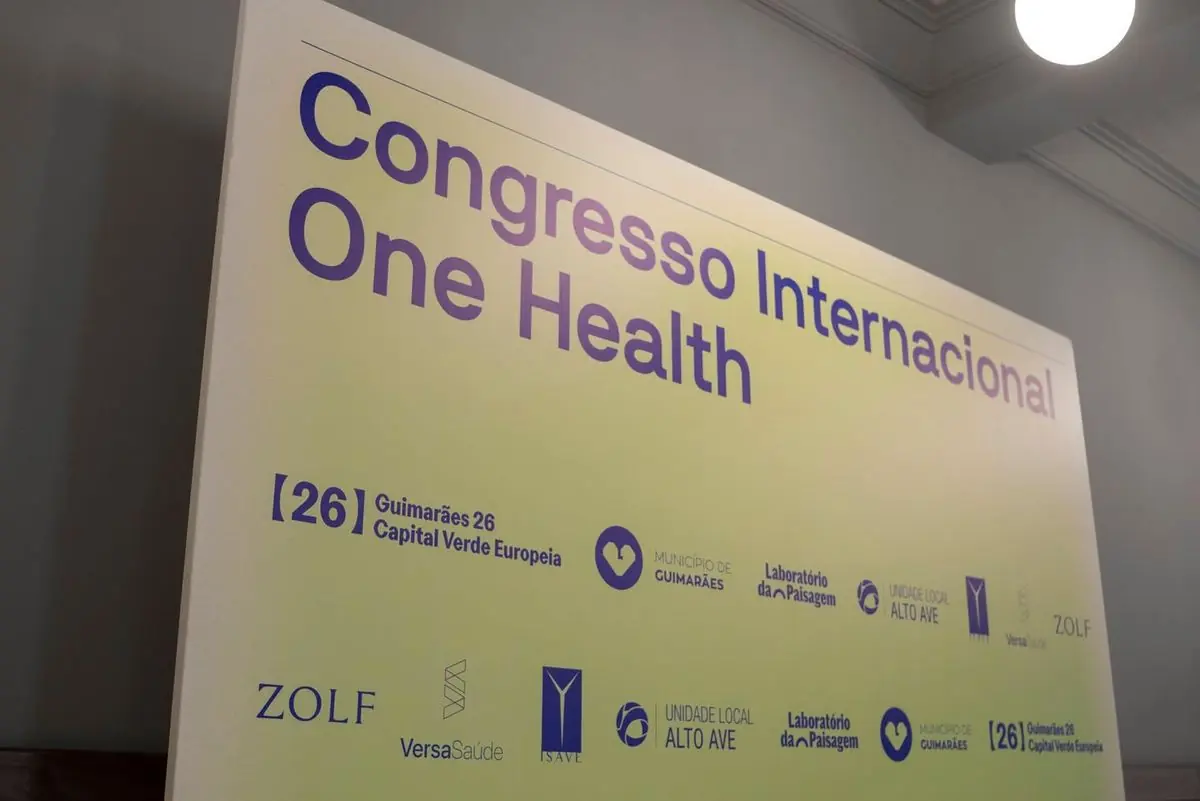 Congresso Internacional
One Health
[26] Guimarães 26
Capital Verde Europeia
MUNICÍPIO DE
GUIMARÃES
Laboratório
da Paisagem
UNIDADE LOCAL
ALTO AVE
ISAVE
VersaSaúde
ZOLF
ZOLF
VersaSaúde
ISAVE
UNIDADE LOCAL
ALTO AVE
Laboratório
da Paisagem
MUNICÍPIO DE
GUIMARÃES
[26] Guimarães 26
Capital Verde Europeia